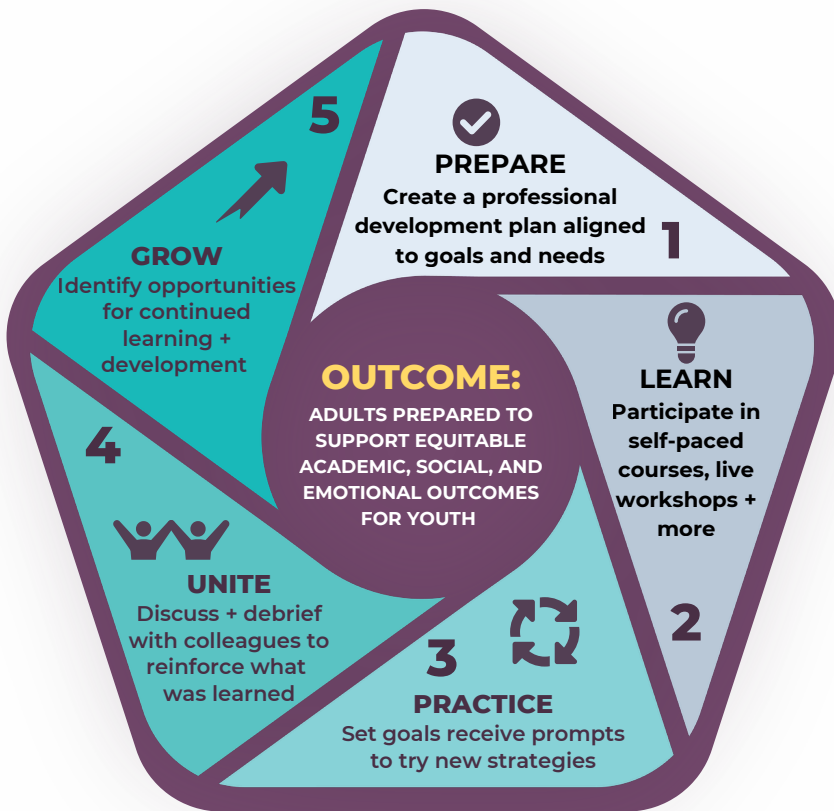 1
PREPARE
Create a professional
development plan aligned
to goals and needs
2
LEARN
Participate in
self-paced
courses, live
workshops +
more
3
PRACTICE
Set goals receive prompts
to try new strategies
4
UNITE
Discuss + debrief
with colleagues to
reinforce what
was learned
5
GROW
Identify opportunities
for continued
learning +
development
OUTCOME:
ADULTS PREPARED TO
SUPPORT EQUITABLE
ACADEMIC, SOCIAL, AND
EMOTIONAL OUTCOMES
FOR YOUTH